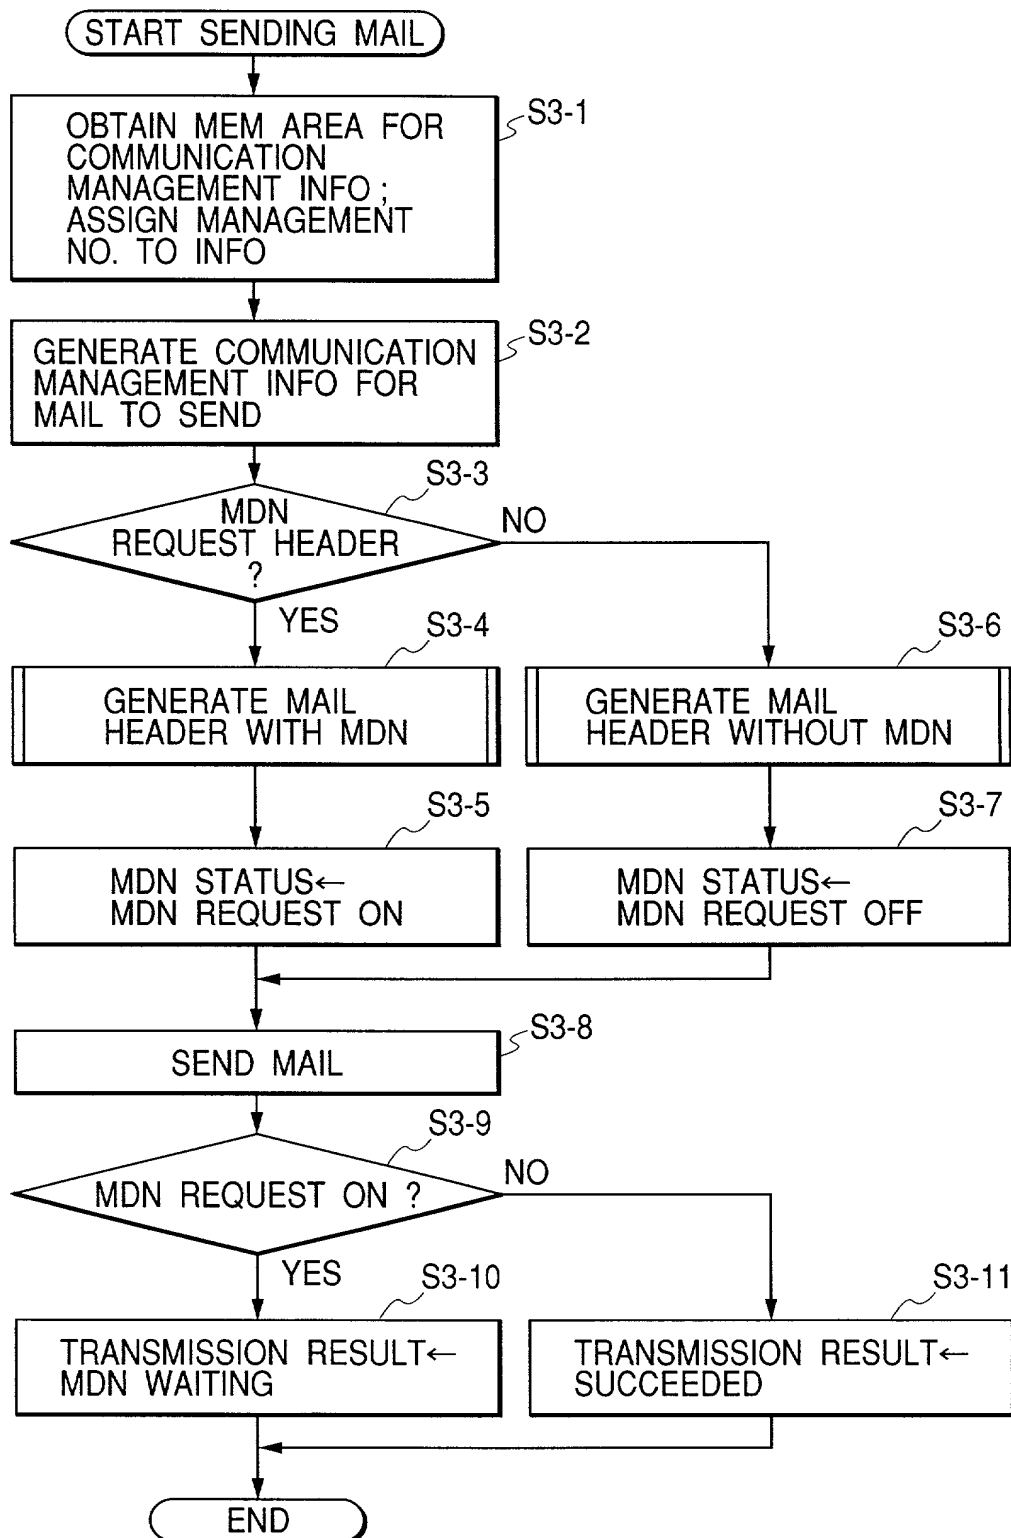 START SENDING MAIL
S3-1
OBTAIN MEM AREA FOR
COMMUNICATION
MANAGEMENT INFO ;
ASSIGN MANAGEMENT
NO. TO INFO
S3-2
GENERATE COMMUNICATION
MANAGEMENT INFO FOR
MAIL TO SEND
S3-3
MDN
REQUEST HEADER
?
NO
YES
S3-4
GENERATE MAIL
HEADER WITH MDN
S3-6
GENERATE MAIL
HEADER WITHOUT MDN
S3-5
MDN STATUS←
MDN REQUEST ON
S3-7
MDN STATUS←
MDN REQUEST OFF
S3-8
SEND MAIL
S3-9
MDN REQUEST ON ?
NO
YES
S3-10
TRANSMISSION RESULT←
MDN WAITING
S3-11
TRANSMISSION RESULT←
SUCCEEDED
END